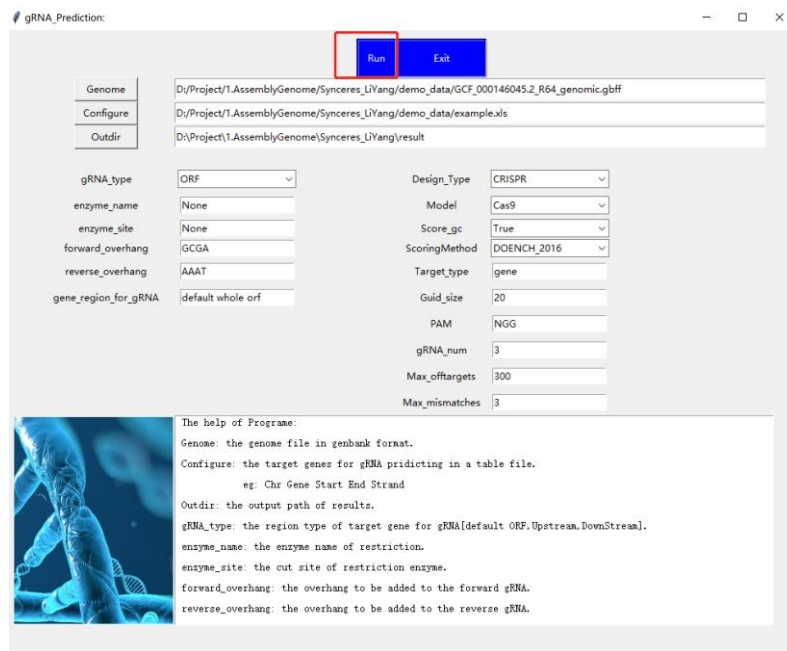 gRNA_Prediction:
Run Exit
Genome D:/Project/1.AssemblyGenome/Synceres_LiYang/demo_data/GCF_000146045.2_R64_genomic.gbff
Configure D:/Project/1.AssemblyGenome/Synceres_LiYang/demo_data/example.xls
Outdir D:\Project\1.AssemblyGenome\Synceres_LiYang\result
gRNA_type ORF Design_Type CRISPR
enzyme_name None Model Cas9
enzyme_site None Score_gc True
forward_overhang GCGA ScoringMethod DOENCH_2016
reverse_overhang AAAT Target_type gene
gene_region_for_gRNA default whole orf Guid_size 20
PAM NGG
gRNA_num 3
Max_offtargets 300
Max_mismatches 3
The help of Programe:
Genome: the genome file in genbank format.
Configure: the target genes for gRNA pridicting in a table file.
eg: Chr Gene Start End Strand
Outdir: the output path of results.
gRNA_type: the region type of target gene for gRNA[default ORF,Upstream,DownStream].
enzyme_name: the enzyme name of restriction.
enzyme_site: the cut site of restriction enzyme.
forward_overhang: the overhang to be added to the forward gRNA.
reverse_overhang: the overhang to be added to the reverse gRNA.